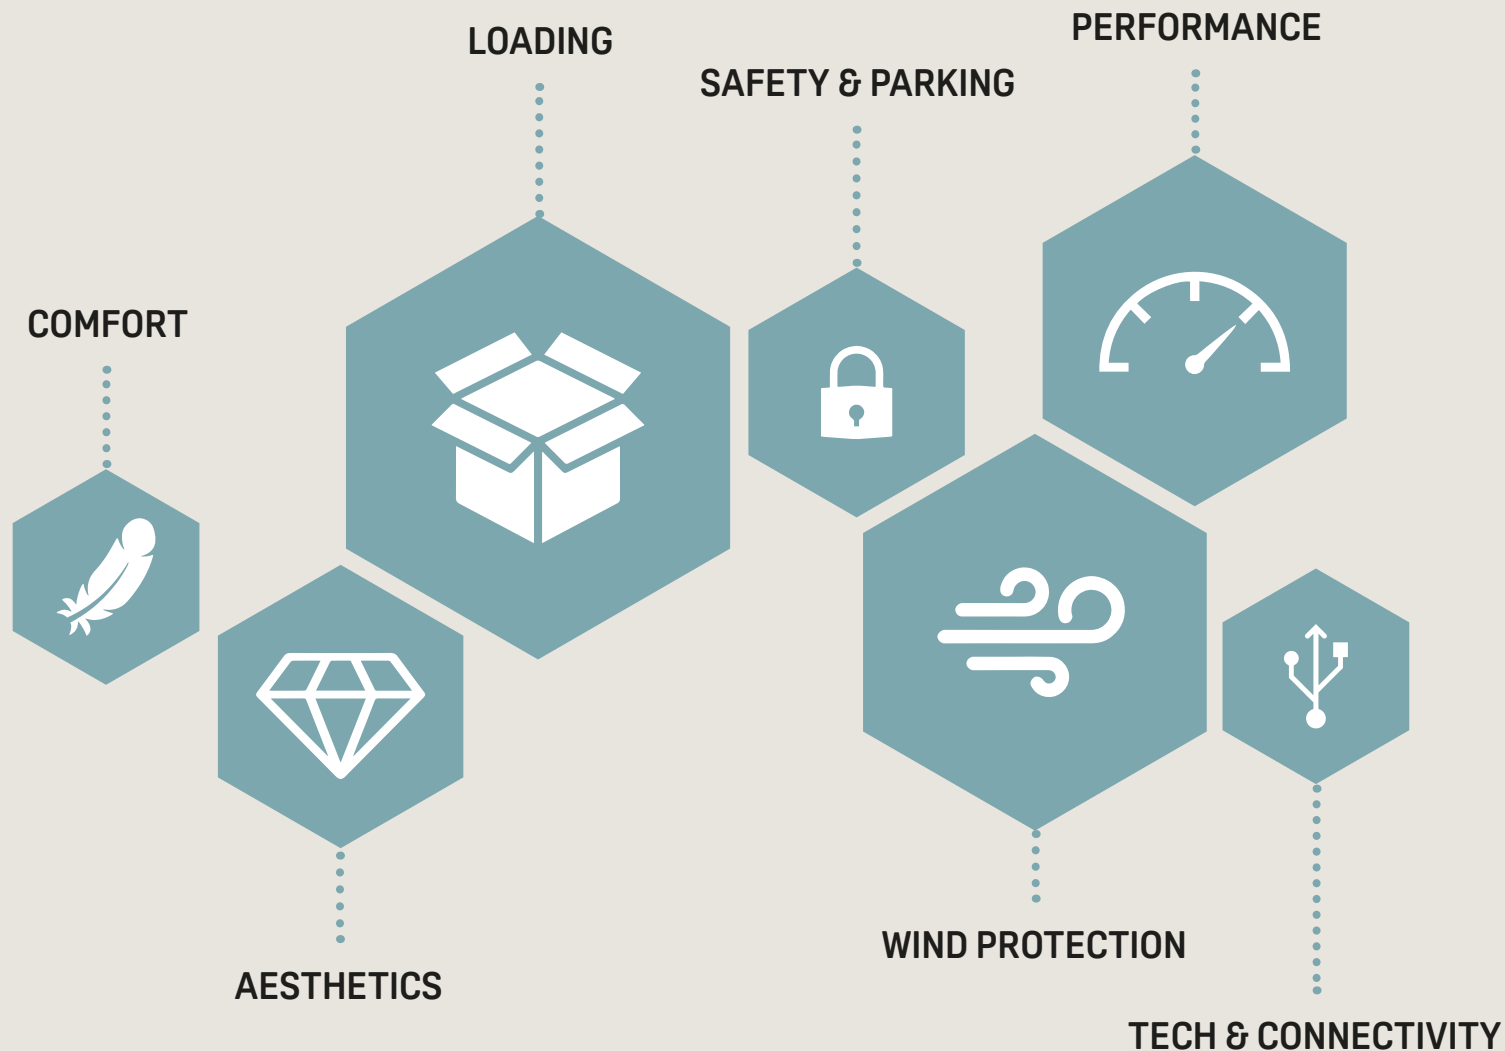 PERFORMANCE
LOADING
SAFETY & PARKING
COMFORT
WIND PROTECTION
AESTHETICS
TECH & CONNECTIVITY